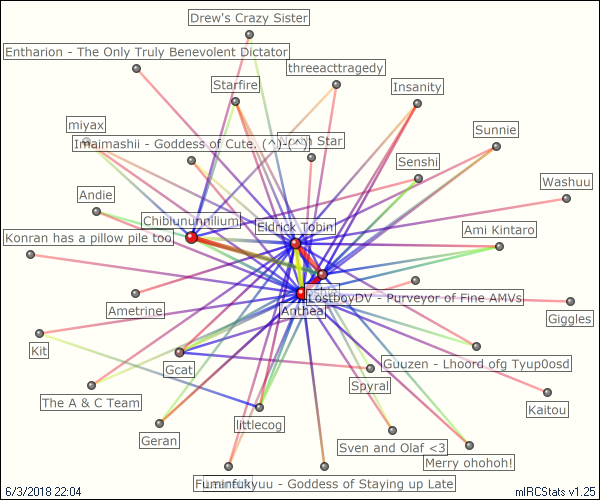 Drew's Crazy Sister
Entharion - The Only Truly Benevolent Dictator
threeacttragedy
Starfire
Insanity
miyax
Sunnie
Imaimashii - Goddess of Cute. (^)-(^)
Star
Senshi
Washuu
Andie
Chibiununnilium
Eldrick Tobin
Ami Kintaro
Konran has a pillow pile too
Ametrine
LostboyDV - Purveyor of Fine AMVs
Anthea
Giggles
Kit
Gcat
Guuzen - Lhoord ofg Tyup0osd
Spyral
The A & C Team
Kaitou
littlecog
Geran
Sven and Olaf <3
Merry ohohoh!
Fuminfukyuu - Goddess of Staying up Late
6/3/2018 22:04
mIRCStats v1.25